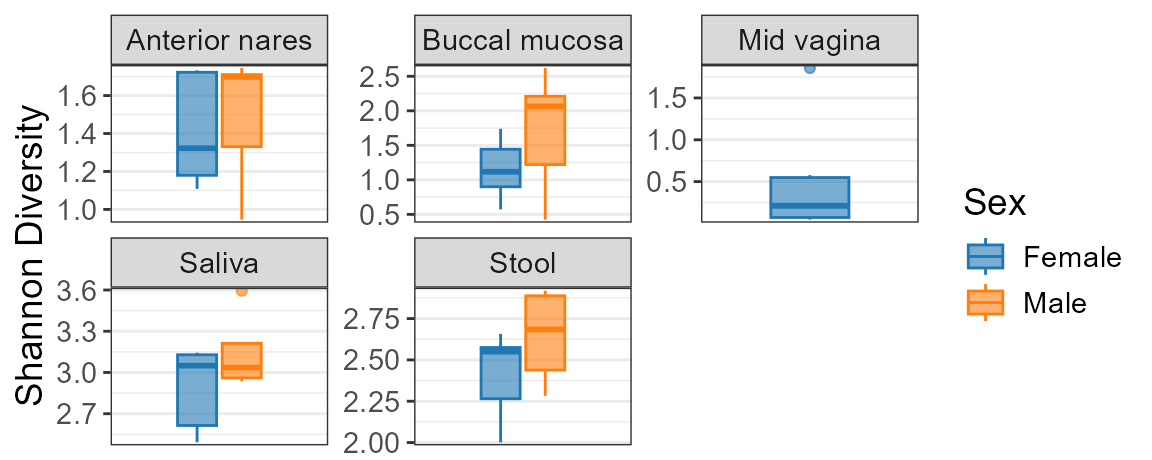 Anterior nares
Buccal mucosa
Mid vagina
1.6
1.4
1.2
1.0
2.5
2.0
1.5
1.0
0.5
1.5
1.0
0.5
Shannon Diversity
Saliva
Stool
3.6
3.3
3.0
2.7
2.75
2.50
2.25
2.00
Sex
Female
Male